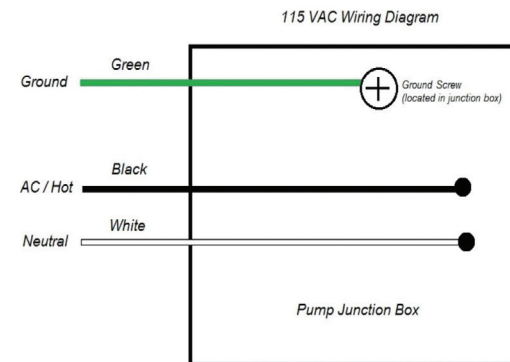 115 VAC Wiring Diagram
Green
Ground
Ground Screw
(located in junction box)
Black
AC / Hot
White
Neutral
Pump Junction Box